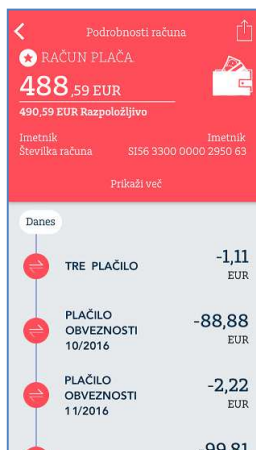 Podrobnosti računa
RAČUN PLAČA
488,59 EUR
490,59 EUR Razpoložljivo
Imetnik Imetnik
Številka računa SI56 3300 0000 2950 63
Prikaži več
Danes
TRE PLAČILO -1,11
EUR
PLAČILO
OBVEZNOSTI -88,88
10/2016 EUR
PLAČILO
OBVEZNOSTI -2,22
11/2016 EUR
-99,81